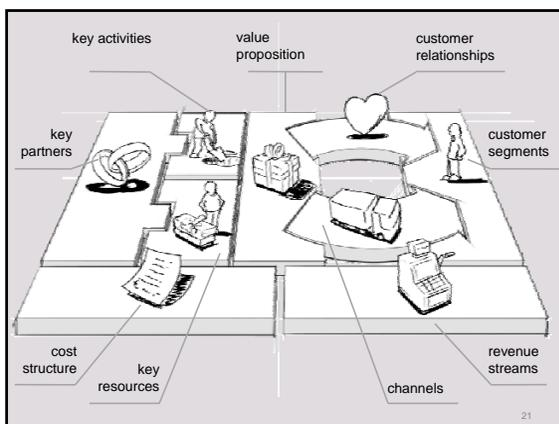 key activities
value
proposition
customer
relationships
key
partners
customer
segments
cost
structure
key
resources
channels
revenue
streams
21